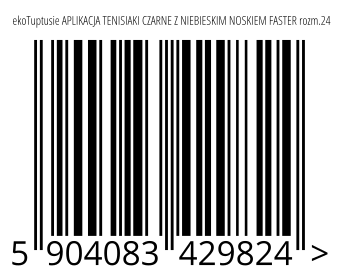 ekoTuptusie APLIKACJA TENISIAKI CZARNE Z NIEBIESKIM NOSKIEM FASTER rozm.24
5 904083 429824 >